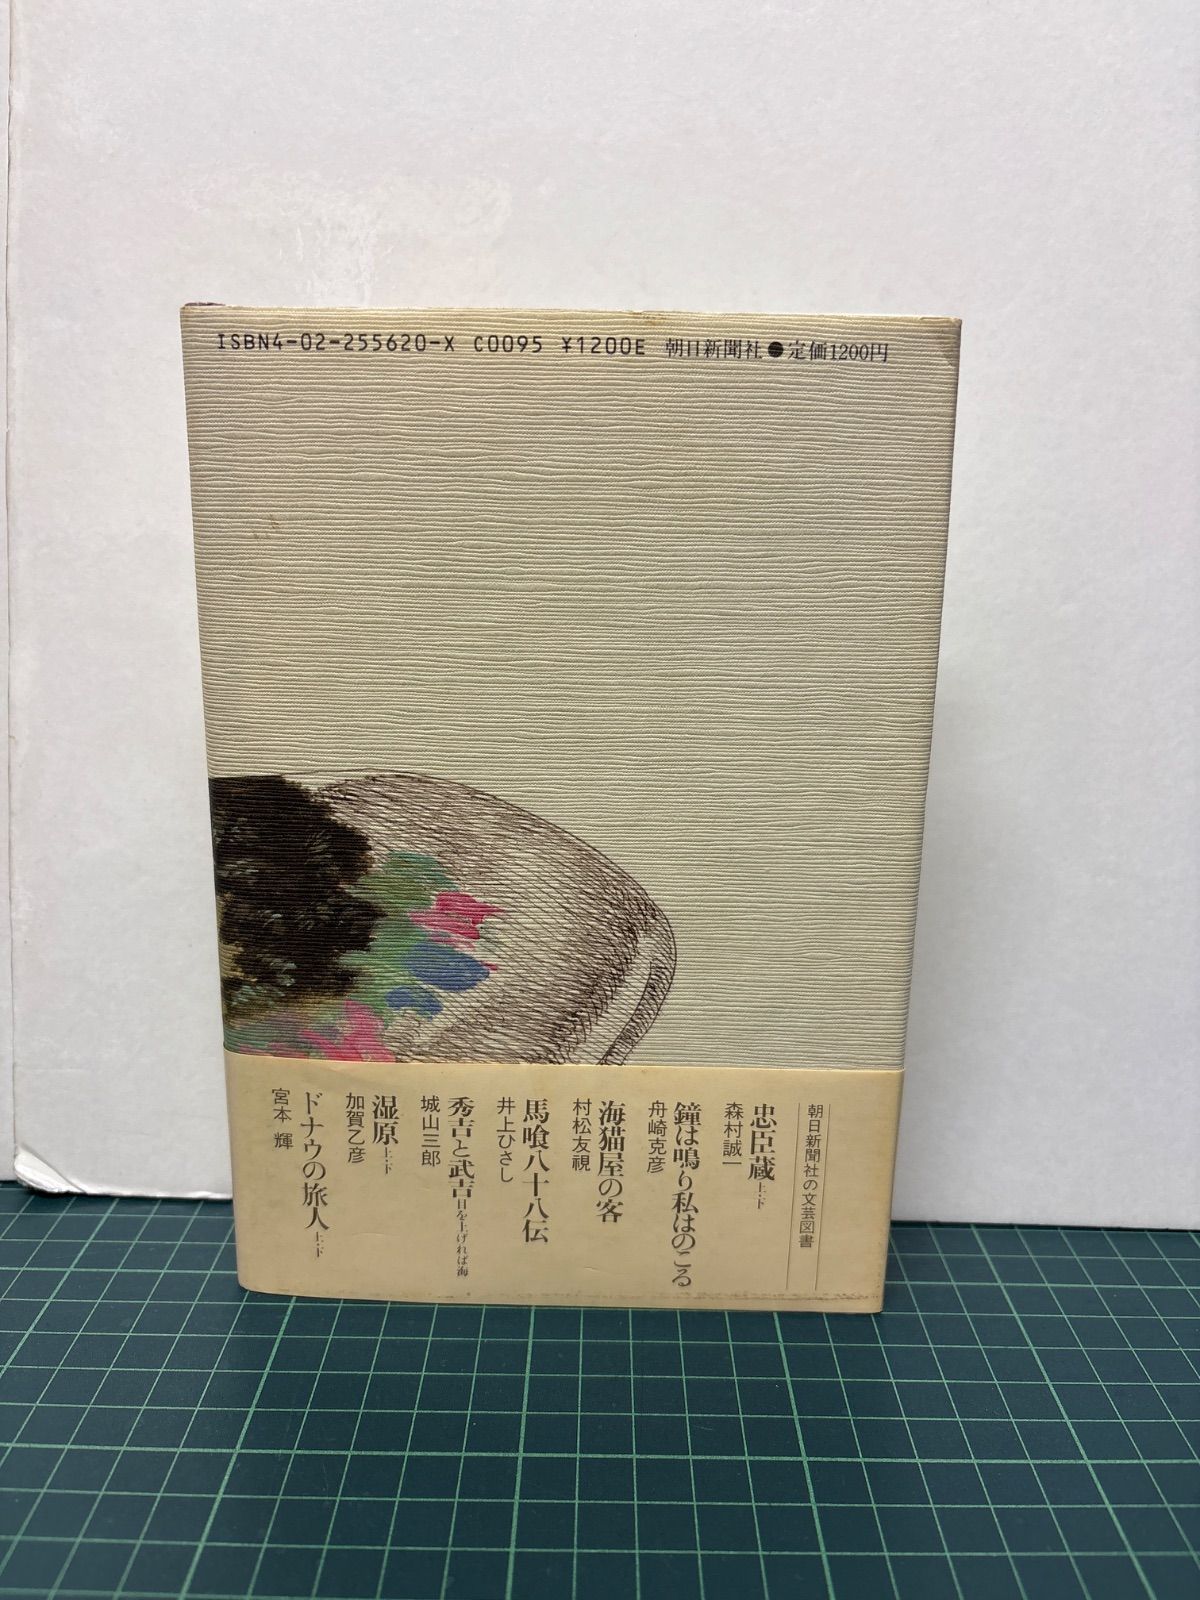 ISBN4-02-255620-X C0095 ¥1200E 朝日新聞社●定価1200円
朝日新聞社の文芸図書
忠臣蔵 上・下
森村誠一
鐘は鳴り私はのこる
舟崎克彦
海猫屋の客
村松友視
馬喰八十八伝
井上ひさし
秀吉と武吉 目を上げれば海
城山三郎
湿原 上・下
加賀乙彦
ドナウの旅人 上・下
宮本 輝